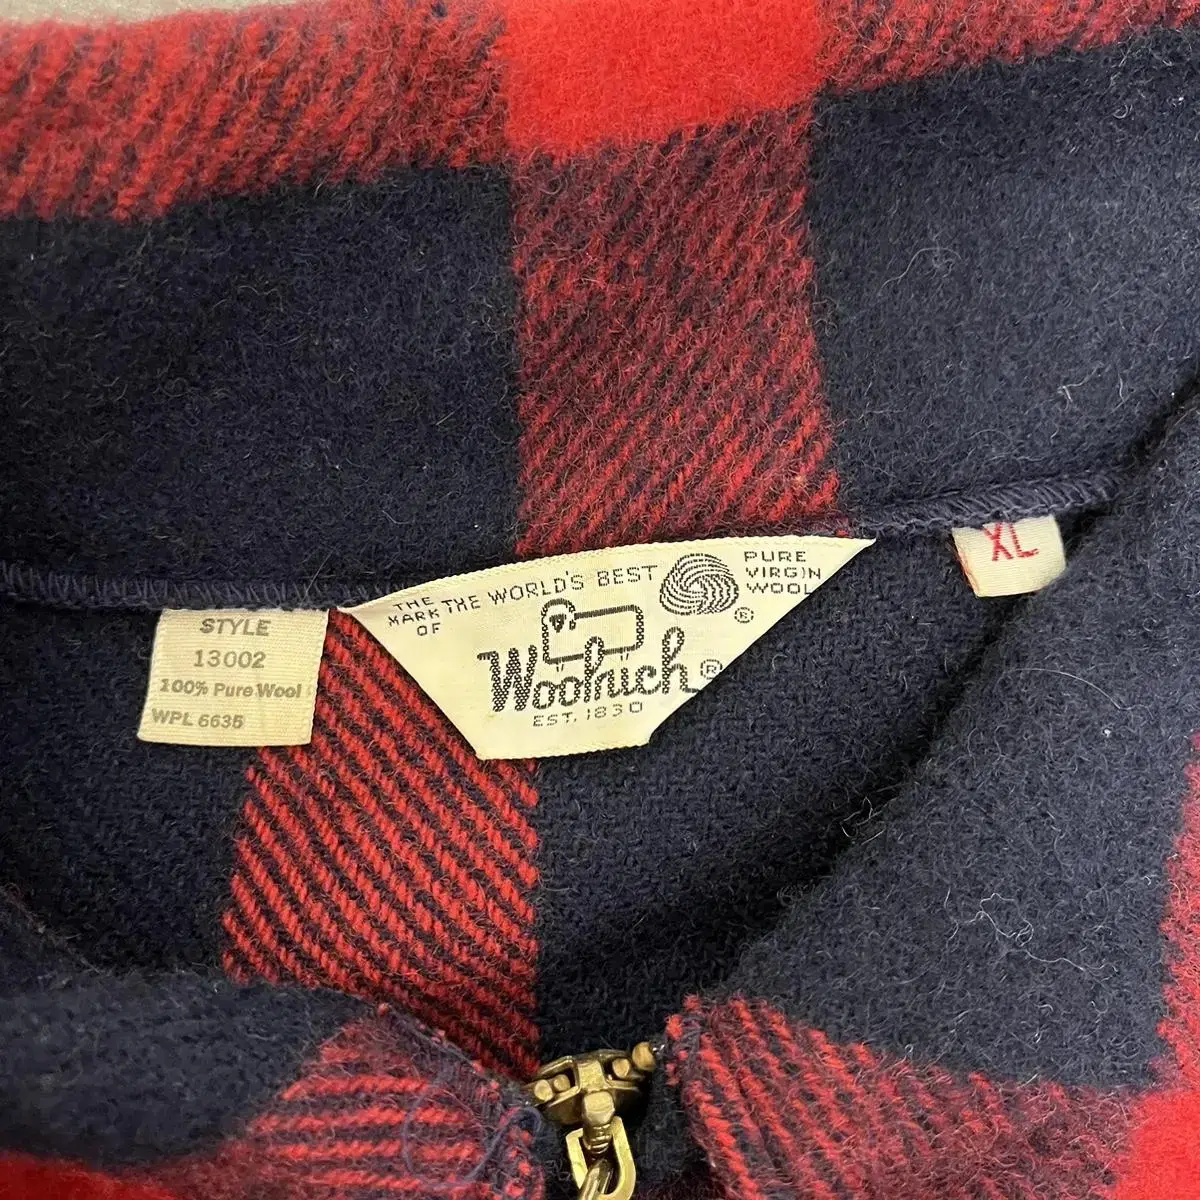 STYLE
13002
100% Pure Wool
WPL 6635
THE
MARK
OF
THE WORLD'S BEST
PURE
VIRGIN
WOOL
®
Woolrich®
EST. 1830
XL